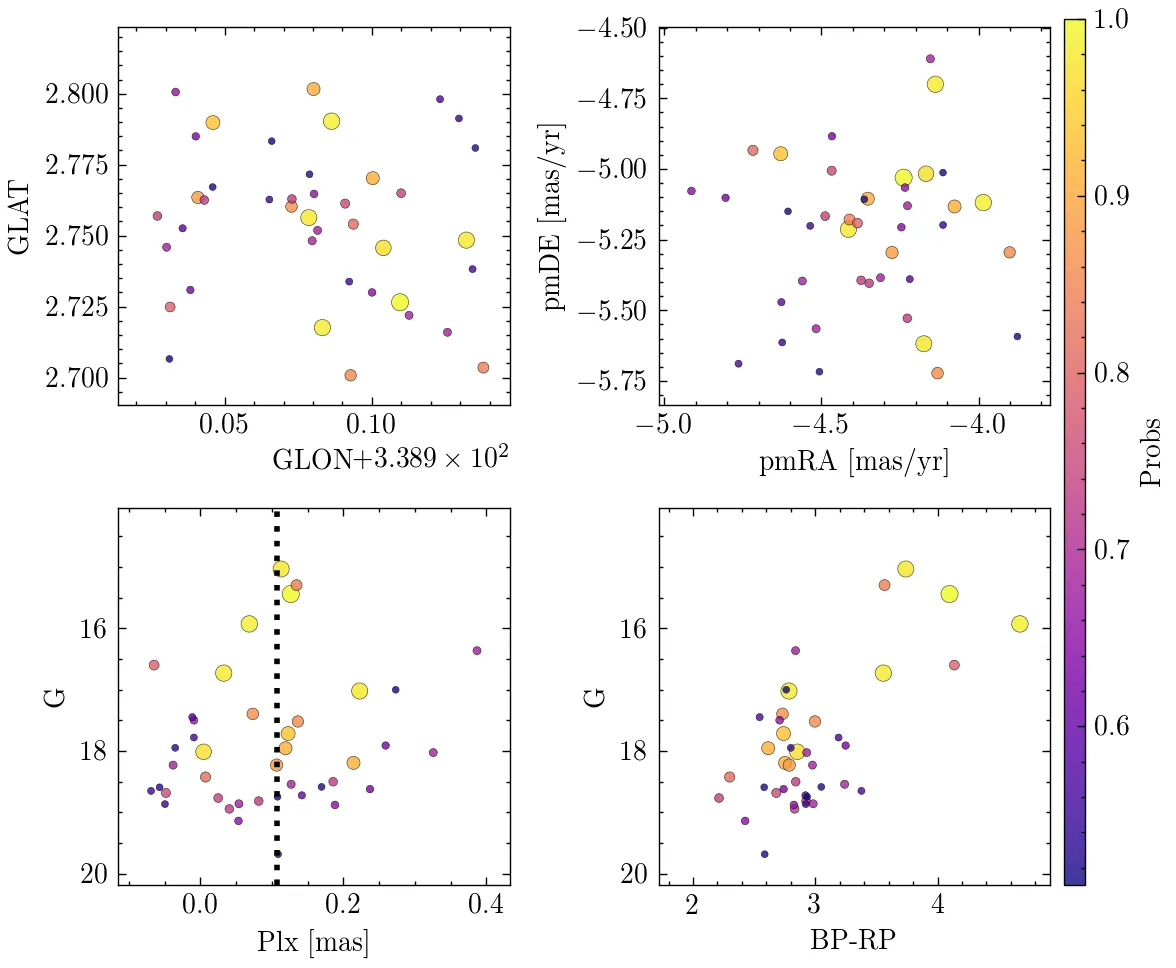 2.800
2.775
2.750
2.725
2.700
GLAT
0.05 0.10
GLON+3.389 × 10²
−4.50
−4.75
−5.00
−5.25
−5.50
−5.75
pmDE [mas/yr]
−5.0 −4.5 −4.0
pmRA [mas/yr]
16
18
20
G
0.0 0.2 0.4
Plx [mas]
16
18
20
G
2 3 4
BP-RP
1.0
0.9
0.8
0.7
0.6
Probs